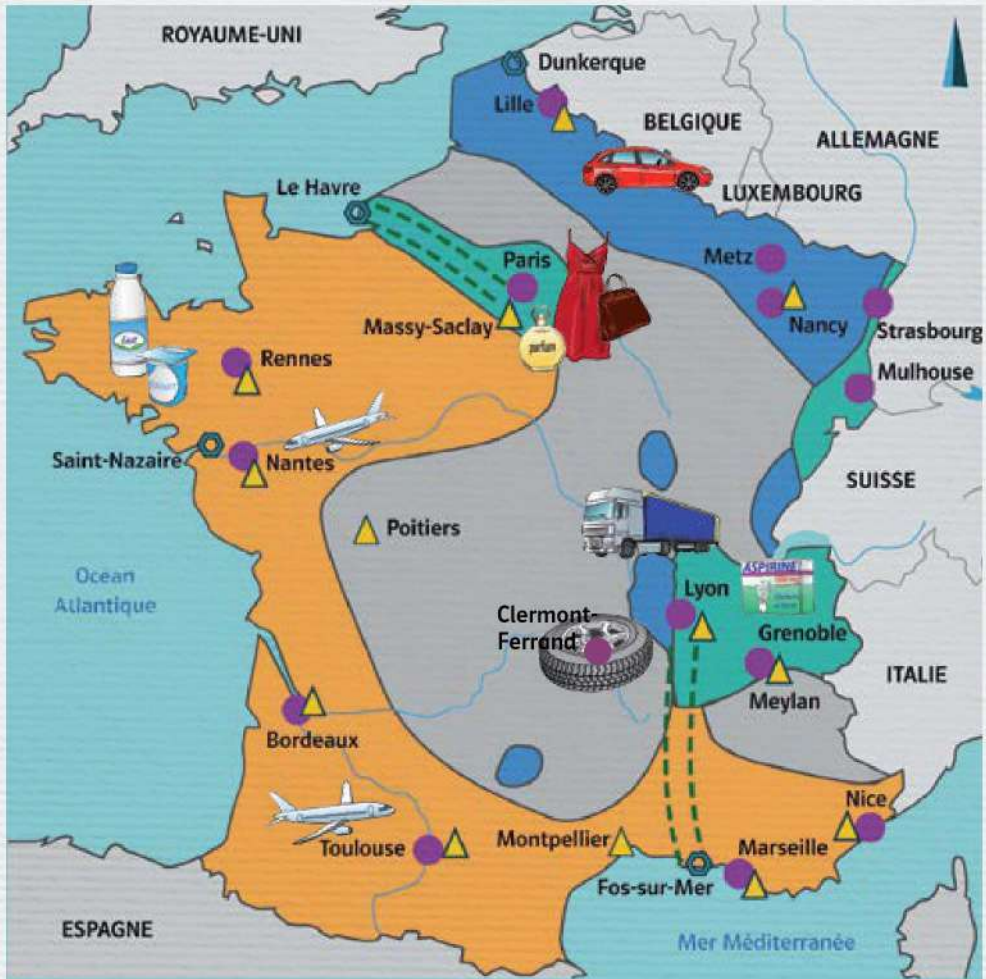 ROYAUME-UNI
Dunkerque
Lille
BELGIQUE
ALLEMAGNE
LUXEMBOURG
Le Havre
Metz
Paris
Massy-Saclay
Nancy
Strasbourg
parfum
Lait
Rennes
Mulhouse
Saint-Nazaire
Nantes
SUISSE
Poitiers
Ocean
Atlantique
ASPIRINE
Lyon
Clermont-
Ferrand
Grenoble
ITALIE
Meylan
Bordeaux
Nice
Toulouse
Montpellier
Marseille
Fos-sur-Mer
ESPAGNE
Mer Méditerranée